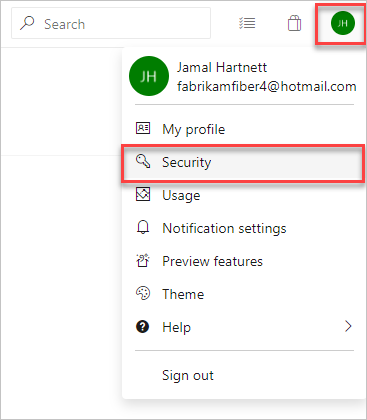 Search
JH
JH
Jamal Hartnett
fabrikamfiber4@hotmail.com
My profile
Security
Usage
Notification settings
Preview features
Theme
Help
Sign out